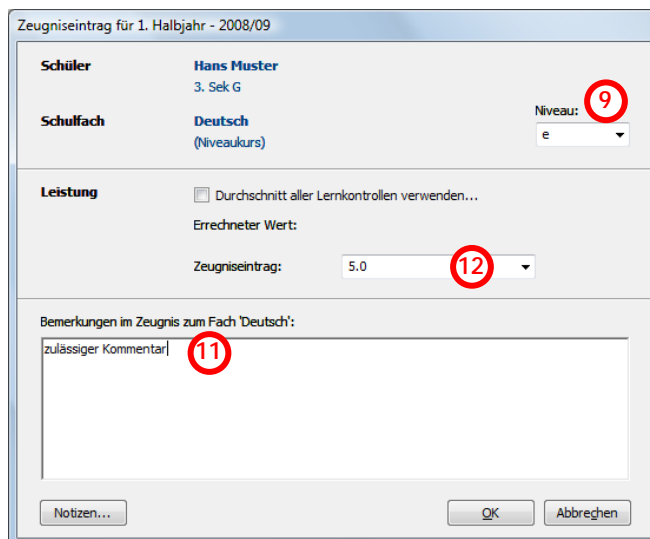 Zeugniseintrag für 1. Halbjahr - 2008/09
Schüler Hans Muster
3. Sek G
Niveau: 9
Schulfach Deutsch
(Niveaukurs)
e
Leistung Durchschnitt aller Lernkontrollen verwenden...
Errechneter Wert:
Zeugniseintrag: 5.0 12
Bemerkungen im Zeugnis zum Fach 'Deutsch':
zulässiger Kommentar 11
Notizen... OK Abbrechen